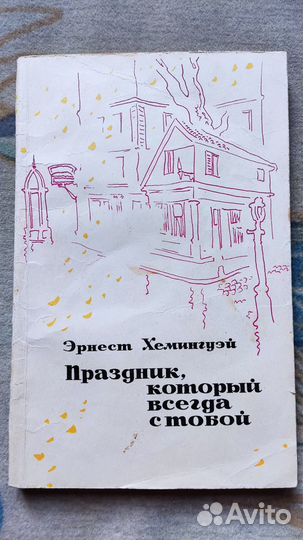 Эрнест Хемингуэй
Праздник,
который
всегда
с тобой
Avito